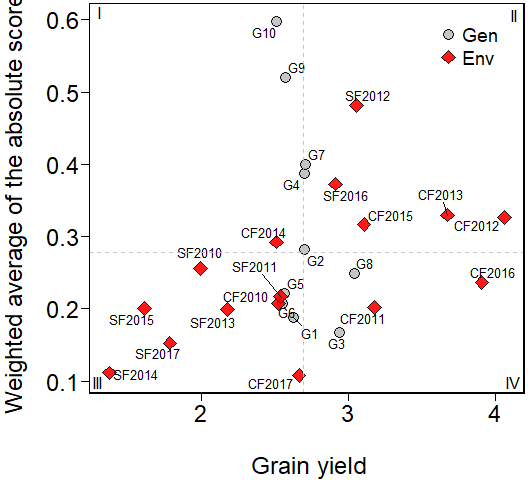 Weighted average of the absolute score
0.6
0.5
0.4
0.3
0.2
0.1
I
II
III
IV
Gen
Env
G10
G9
SF2012
G7
G4
SF2016
CF2013
CF2015
CF2012
CF2014
SF2010
G2
SF2011
G8
CF2016
G5
CF2010
G6
SF2015
SF2013
G1
CF2011
G3
SF2017
SF2014
CF2017
2
3
4
Grain yield